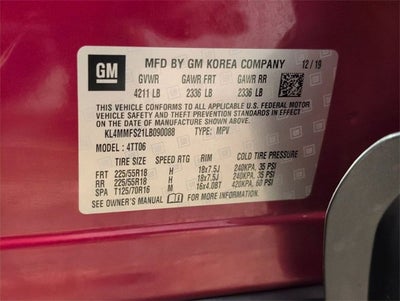 GM
MFD BY GM KOREA COMPANY 12/19
GVWR GAWR FRT GAWR RR
4211 LB 2336 LB 2336 LB
THIS VEHICLE CONFORMS TO ALL APPLICABLE U.S. FEDERAL MOTOR
VEHICLE SAFETY AND THEFT PREVENTION STANDARDS IN EFFECT ON
THE DATE OF MANUFACTURE SHOWN ABOVE.
KL4MMFS21LB090088 TYPE: MPV
MODEL : 4TT06
TIRE SIZE SPEED RTG RIM COLD TIRE PRESSURE
FRT 225/55R18 H 18x7.5J 240KPA, 35 PSI
RR 225/55R18 H 18x7.5J 240KPA, 35 PSI
SPA T125/70R16 M 16x4.0BT 420KPA, 60 PSI
SEE OWNER'S MANUAL FOR MORE INFORMATION